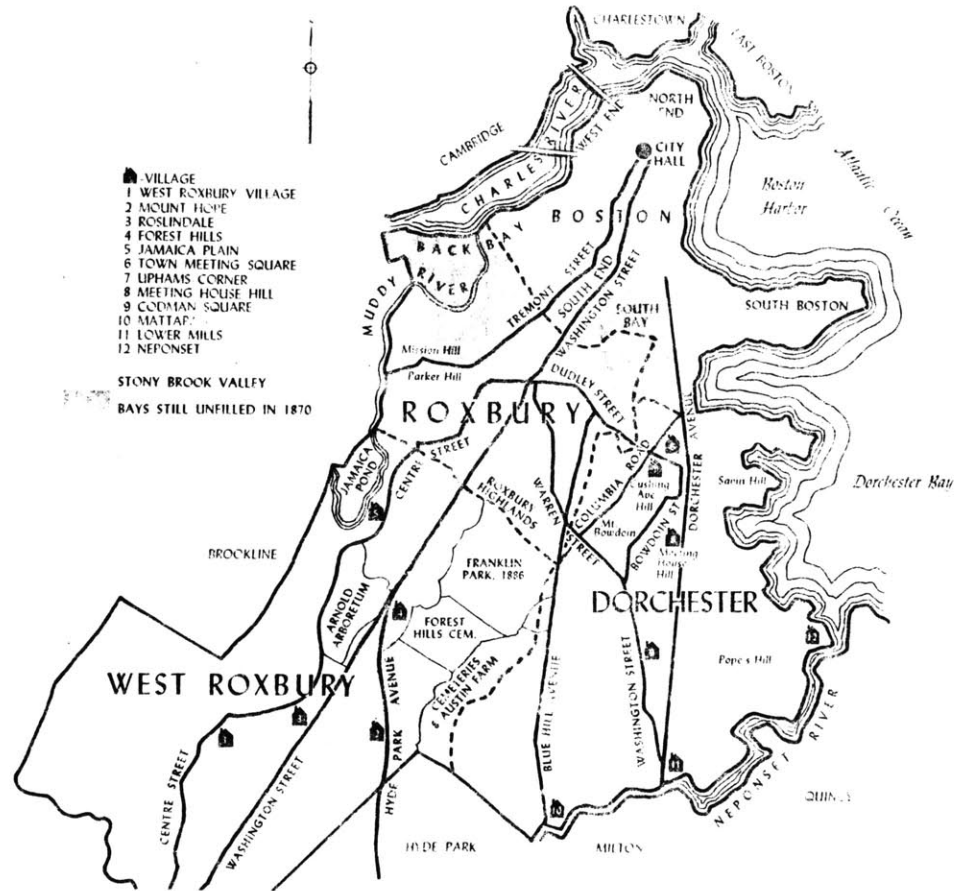 CHARLESTOWN
EAST BOSTON
NORTH
END
WEST END
CITY
HALL
CAMBRIDGE
CHARLES RIVER
CHARLES RIVER
Atlantic
Ocean
Boston
Harbor
VILLAGE
1 WEST ROXBURY VILLAGE
2 MOUNT HOPE
3 ROSLINDALE
4 FOREST HILLS
5 JAMAICA PLAIN
6 TOWN MEETING SQUARE
7 UPHAMS CORNER
8 MEETING HOUSE HILL
9 CODMAN SQUARE
10
11 LOWER MILLS
12 NEPONSET
STONY BROOK VALLEY
BAYS STILL UNFILLED IN 1870
BOSTON
BACK BAY
MUDDY RIVER
TREMONT STREET
SOUTH END
WASHINGTON STREET
SOUTH BAY
SOUTH BOSTON
Mission Hill
Parker Hill
DUDLEY STREET
ROXBURY
CENTRE STREET
JAMAICA
POND
ROXBURY
HIGHLANDS
WARREN STREET
COLUMBIA ROAD
DORCHESTER AVENUE
Cushing
Ave
Hill
Savin Hill
Dorchester Bay
Mt.
Bowdoin
BOWDOIN ST
Meeting
House
Hill
BROOKLINE
FRANKLIN
PARK, 1886
ARNOLD
ARBORETUM
FOREST
HILLS CEM.
DORCHESTER
CEMETERIES
& AUSTIN FARM
WEST ROXBURY
Pope's Hill
CENTRE STREET
WASHINGTON STREET
HYDE PARK AVENUE
BLUE HILL AVENUE
WASHINGTON STREET
NEPONSET RIVER
QUINCY
HYDE PARK
MILTON